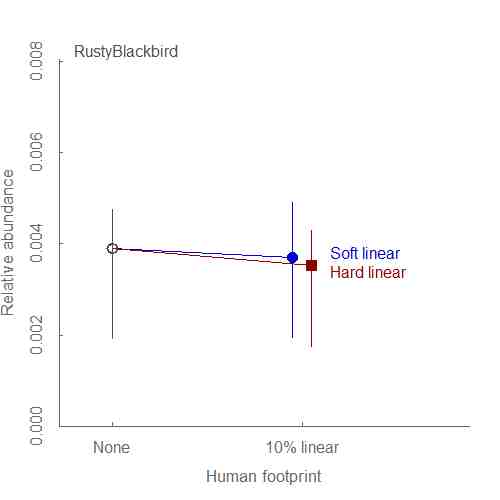 RustyBlackbird
Relative abundance
0.008
0.006
0.004
0.002
0.000
Soft linear
Hard linear
None
10% linear
Human footprint